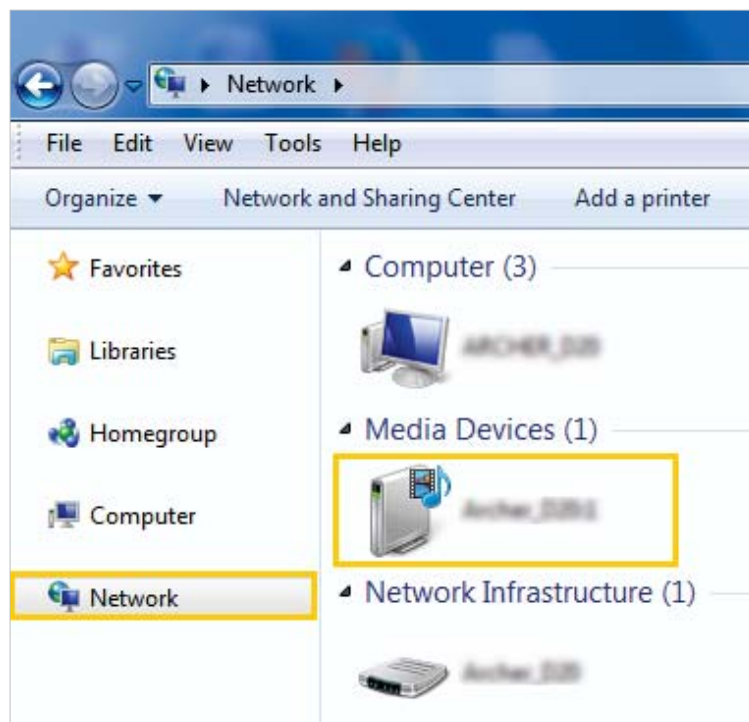 Network
File Edit View Tools Help
Organize Network and Sharing Center Add a printer
Favorites
Libraries
Homegroup
Computer
Network
Computer (3)
Media Devices (1)
Network Infrastructure (1)